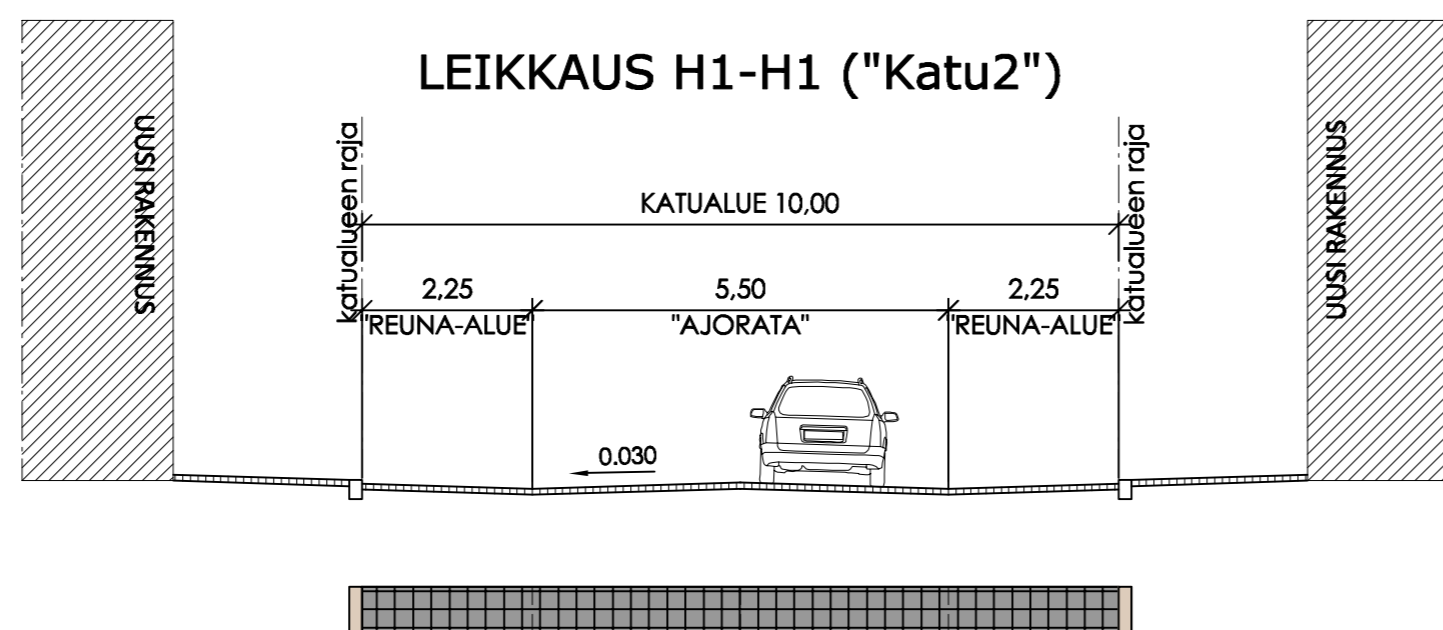 LEIKKAUS H1-H1 ("Katu2")
UUSI RAKENNUS
katualueen raja
KATUALUE 10,00
katualueen raja
UUSI RAKENNUS
2,25
5,50
2,25
"REUNA-ALUE"
"AJORATA"
"REUNA-ALUE"
0.030